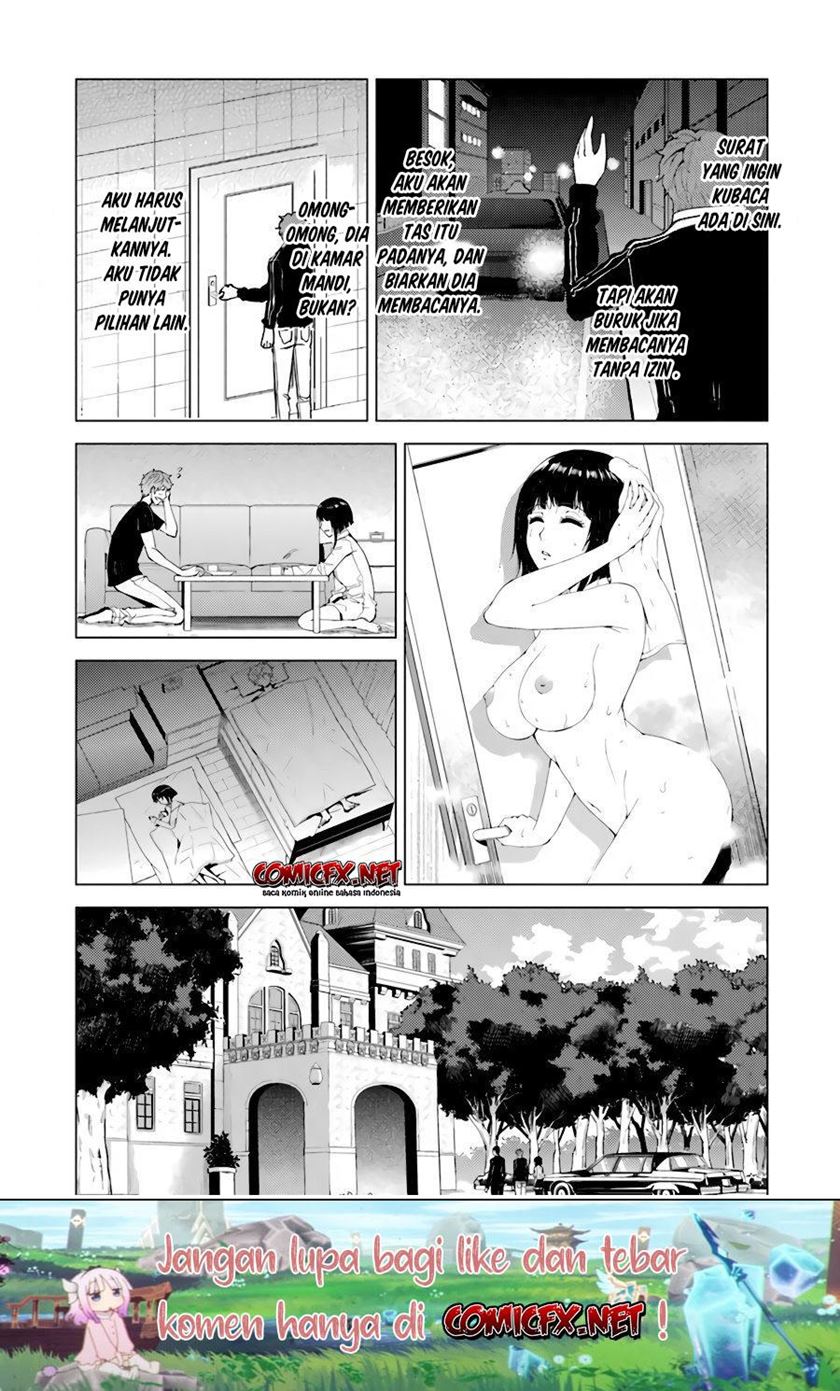 SURAT
YANG INGIN
KUBACA
ADA DI SINI.
TAPI AKAN
BURUK JIKA
MEMBACANYA
TANPA IZIN.
BESOK,
AKU AKAN
MEMBERIKAN
TAS ITU
PADANYA, DAN
BIARKAN DIA
MEMBACANYA.
OMONG-
OMONG, DIA
DI KAMAR
MANDI,
BUKAN?
AKU HARUS
MELANJUT-
KANNYA.
AKU TIDAK
PUNYA
PILIHAN LAIN.
?
COMICFX.NET
Baca Komik Online Bahasa Indonesia
Jangan lupa bagi like dan tebar
komen hanya di COMICFX.NET !